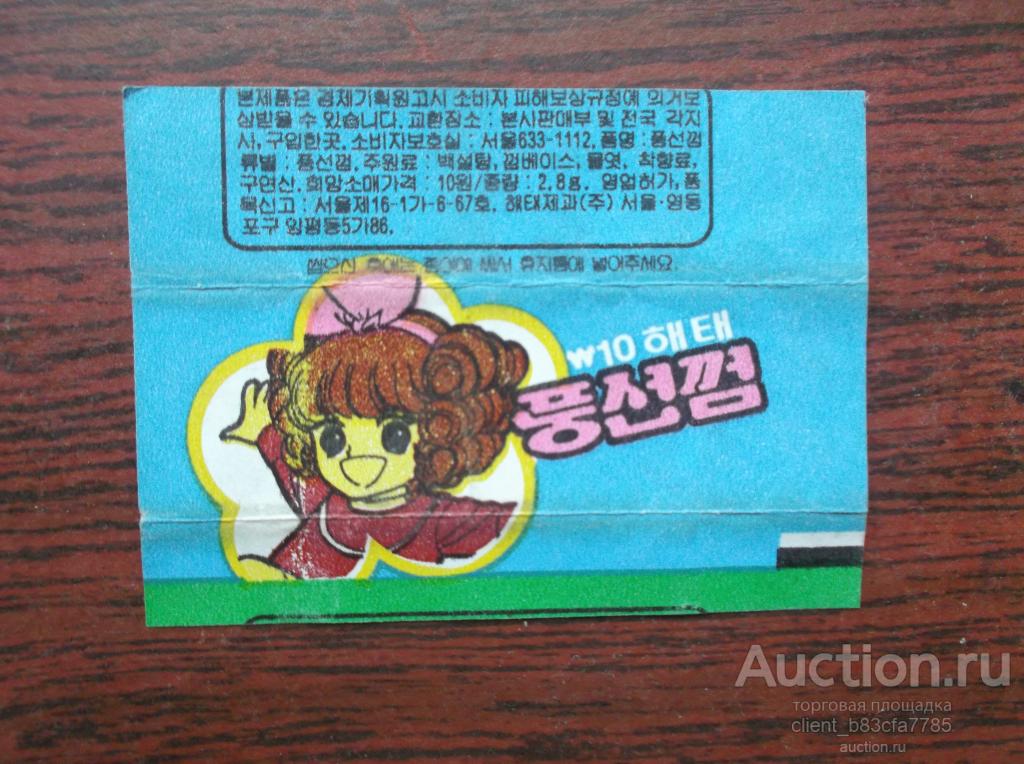 본제품은 경제기획원고시 소비자 피해보상규정에 의거보
상받을 수 있습니다. 교환장소 : 본사판매부 및 전국 각지
시, 구입한곳. 소비자보호실 : 서울633-1112, 품명 : 풍선껌
류별 : 풍선껌. 주원료 : 백설탕, 껌베이스, 물엿, 착향료,
구연산. 희망소매가격 : 10원/중량 : 2.8g. 영업허가, 품
목신고 : 서울제16-1가-6-67호. 해태제과(주) 서울·영등
포구 양평동5가86.
씹으신 후에는 종이에 싸서 휴지통에 넣어주세요.
₩10 해태
풍선껌
Auction.ru
торговая площадка
client_b83cfa7785
auction.ru